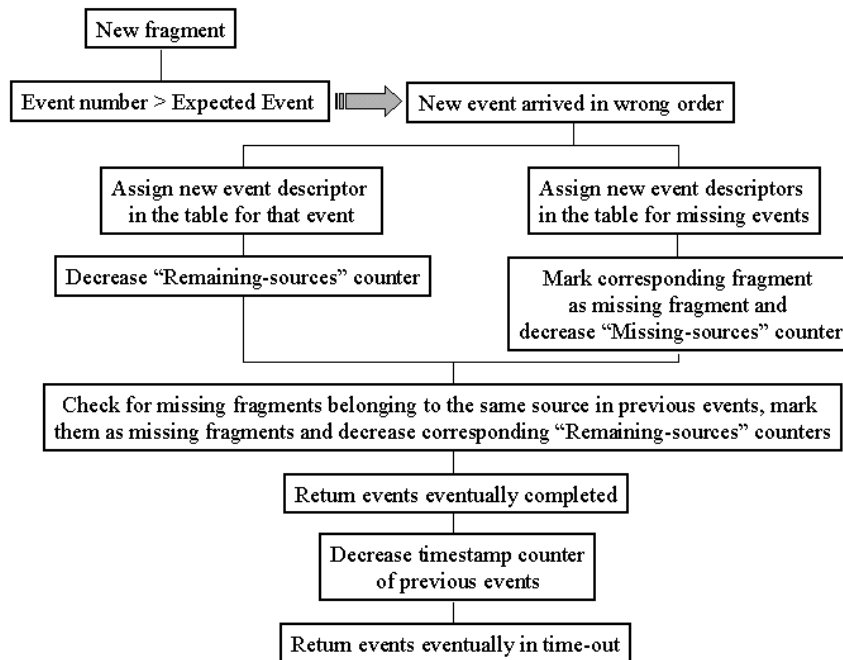 New fragment
Event number > Expected Event
New event arrived in wrong order
Assign new event descriptor
in the table for that event
Assign new event descriptors
in the table for missing events
Decrease “Remaining-sources” counter
Mark corresponding fragment
as missing fragment and
decrease “Missing-sources” counter
Check for missing fragments belonging to the same source in previous events, mark
them as missing fragments and decrease corresponding “Remaining-sources” counters
Return events eventually completed
Decrease timestamp counter
of previous events
Return events eventually in time-out